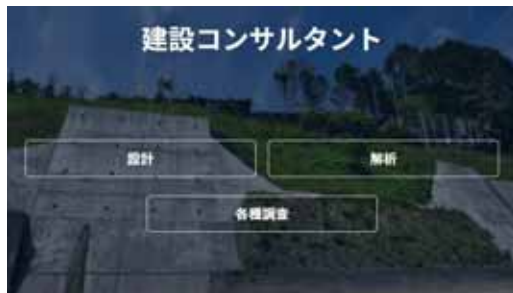 建設コンサルタント
設計
解析
各種調査